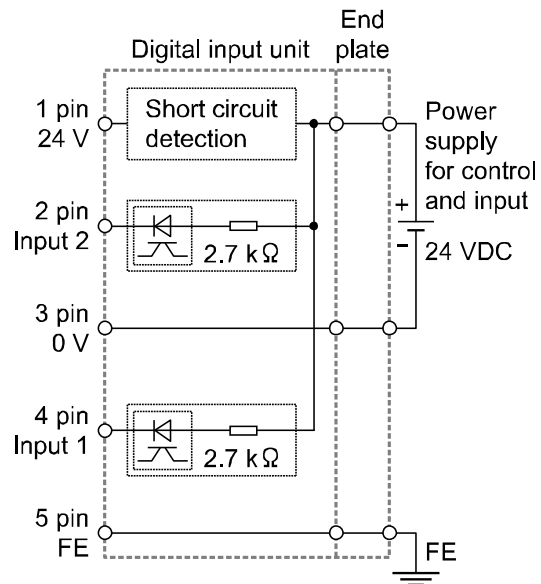 End
plate
Digital input unit
1 pin
24 V
Short circuit
detection
Power
supply
for control
and input
+
−
24 VDC
2 pin
Input 2
2.7 kΩ
3 pin
0 V
4 pin
Input 1
2.7 kΩ
5 pin
FE
FE